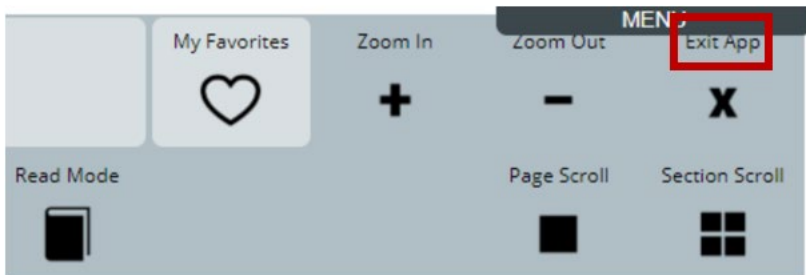 MENU
My Favorites Zoom In Zoom Out Exit App
Read Mode Page Scroll Section Scroll